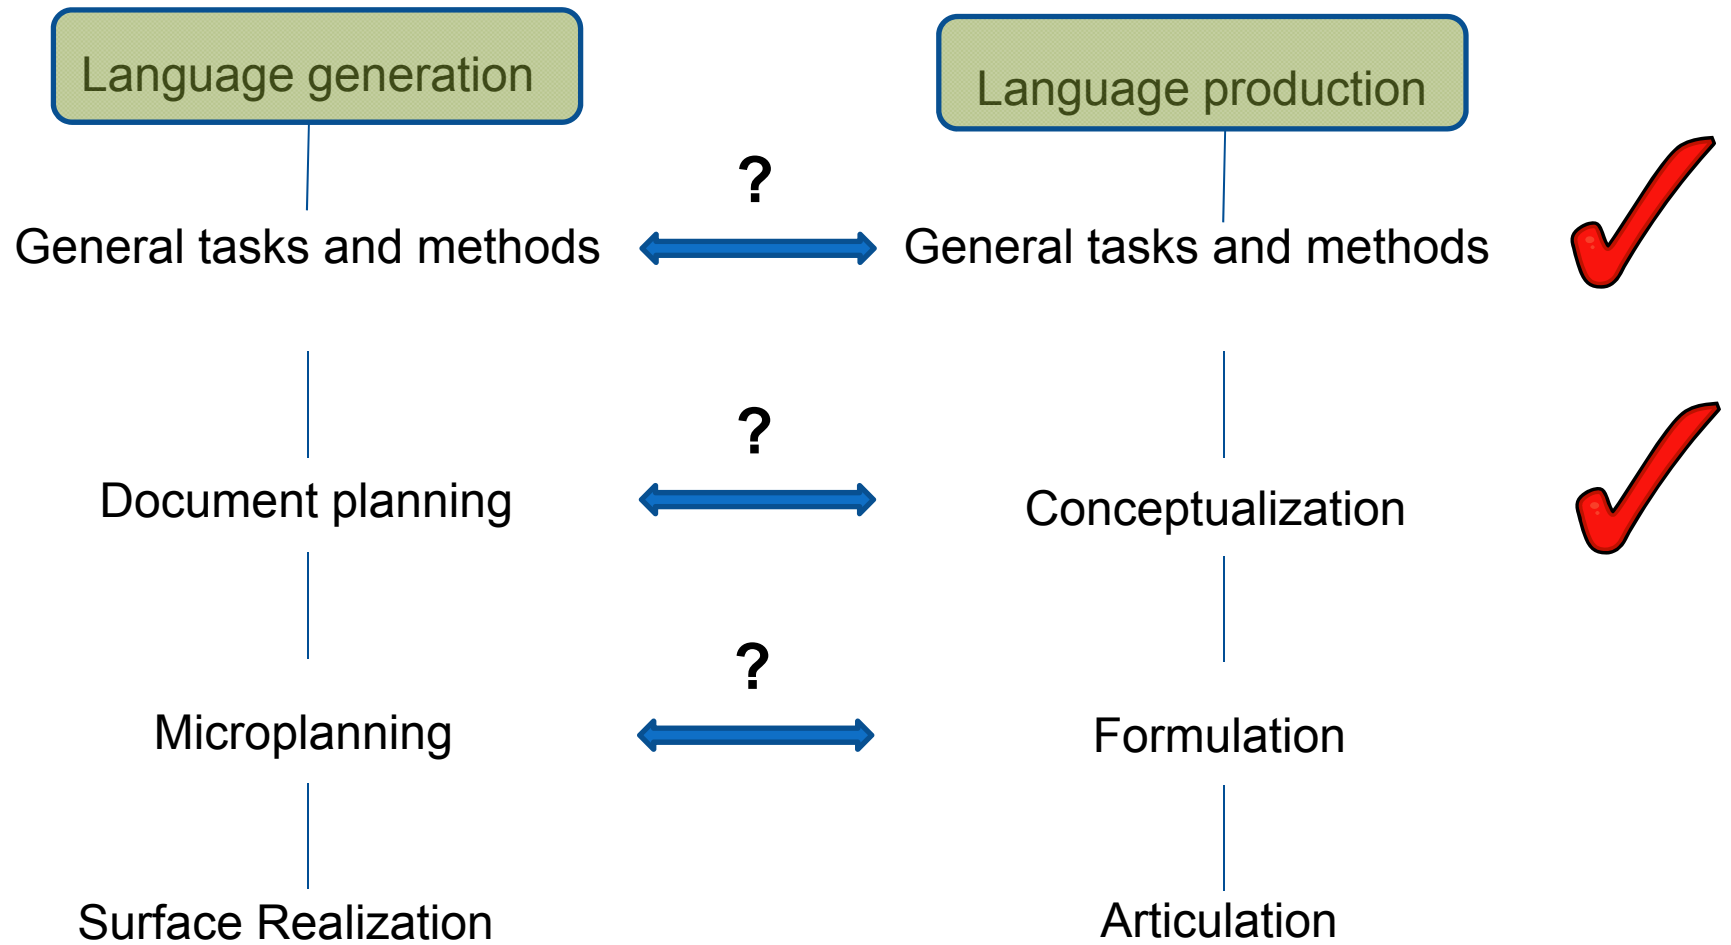 Language generation
Language production
?
General tasks and methods
General tasks and methods
?
Document planning
Conceptualization
?
Microplanning
Formulation
Surface Realization
Articulation